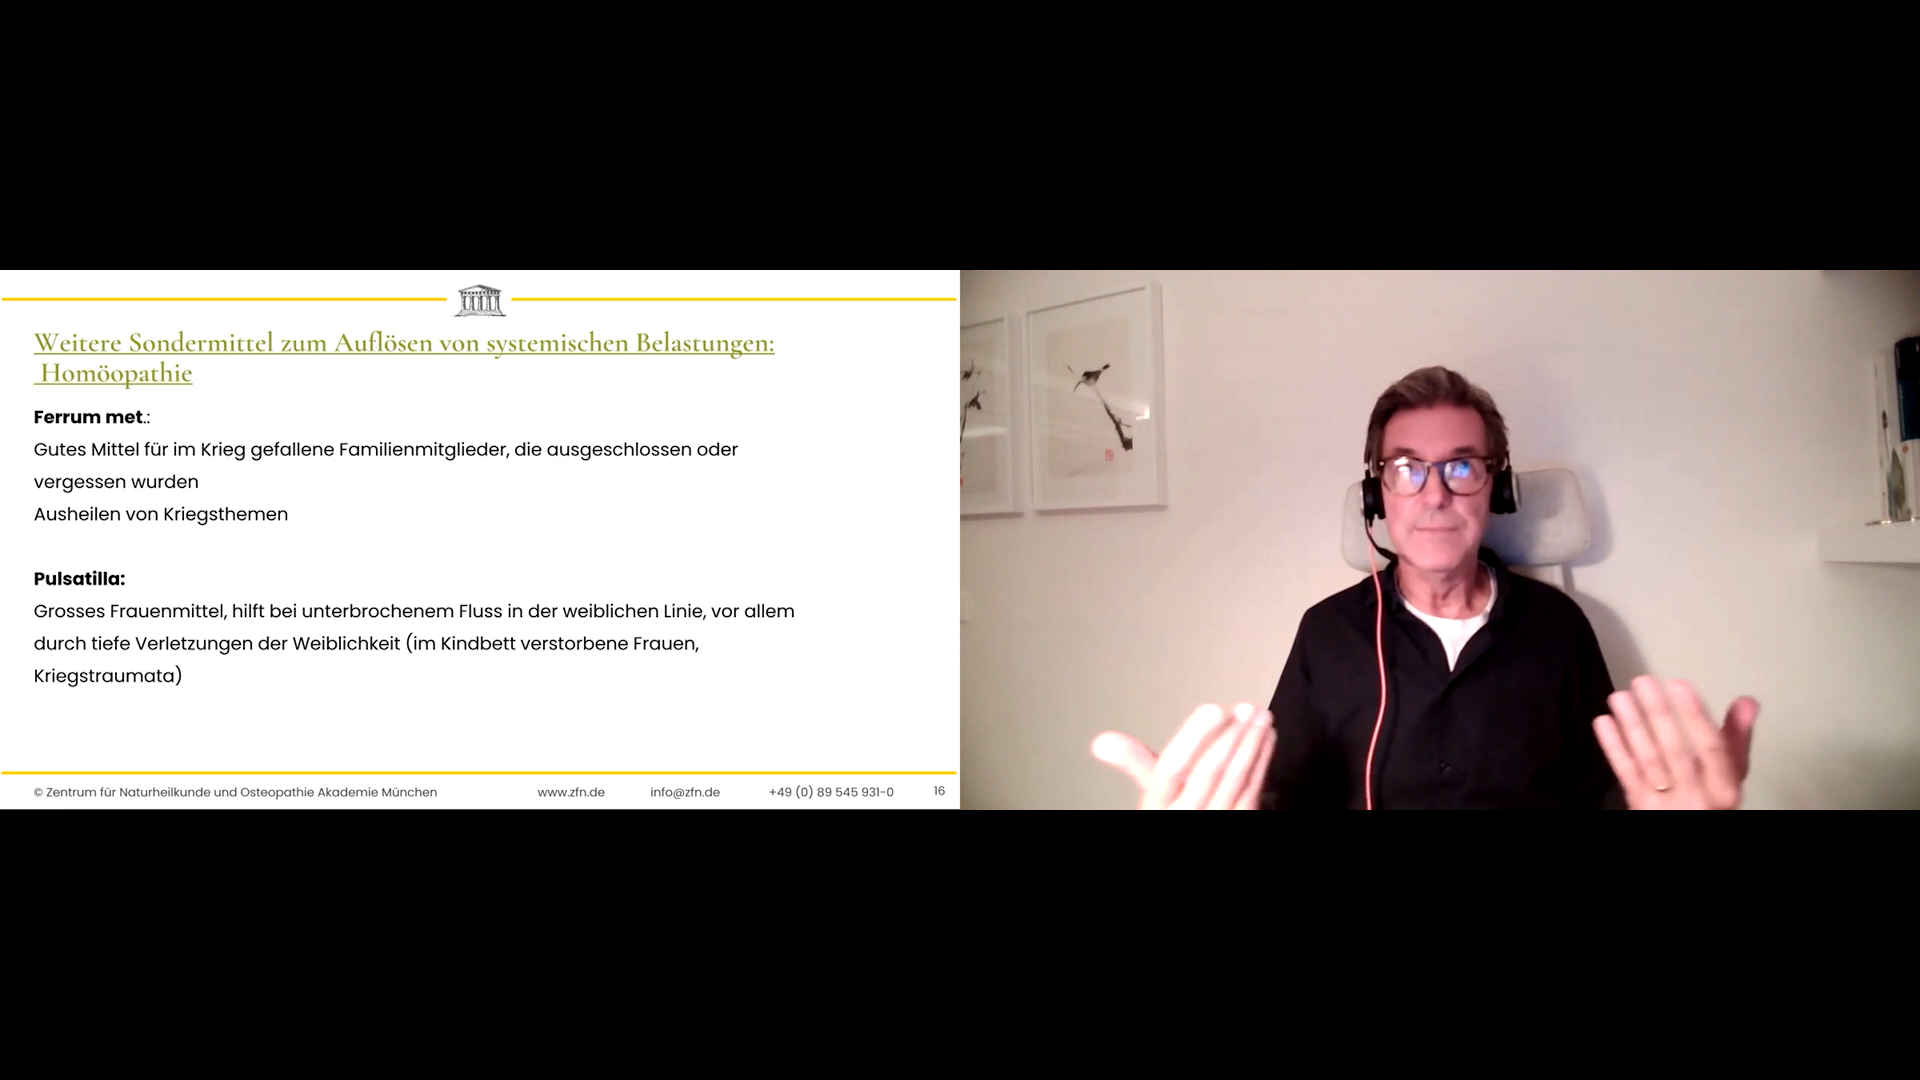 Weitere Sondermittel zum Auflösen von systemischen Belastungen:
Homöopathie
Ferrum met.:
Gutes Mittel für im Krieg gefallene Familienmitglieder, die ausgeschlossen oder
vergessen wurden
Ausheilen von Kriegsthemen
Pulsatilla:
Grosses Frauenmittel, hilft bei unterbrochenem Fluss in der weiblichen Linie, vor allem
durch tiefe Verletzungen der Weiblichkeit (im Kindbett verstorbene Frauen,
Kriegstraumata)
© Zentrum für Naturheilkunde und Osteopathie Akademie München www.zfn.de info@zfn.de +49 (0) 89 545 931-0 16